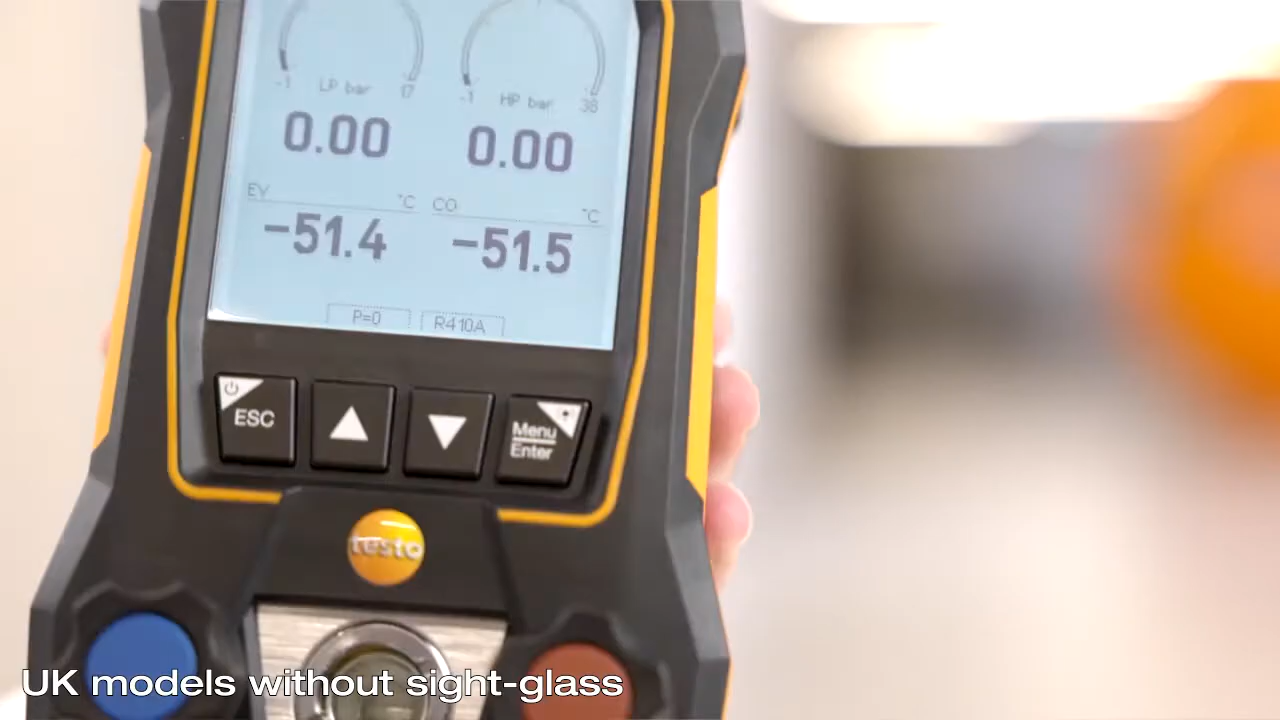 -1 LP bar 17 -1 HP bar 38
0.00 0.00
EV °C CO °C
-51.4 -51.5
P=0 R410A
ESC Menu
Enter
testo
UK models without sight-glass